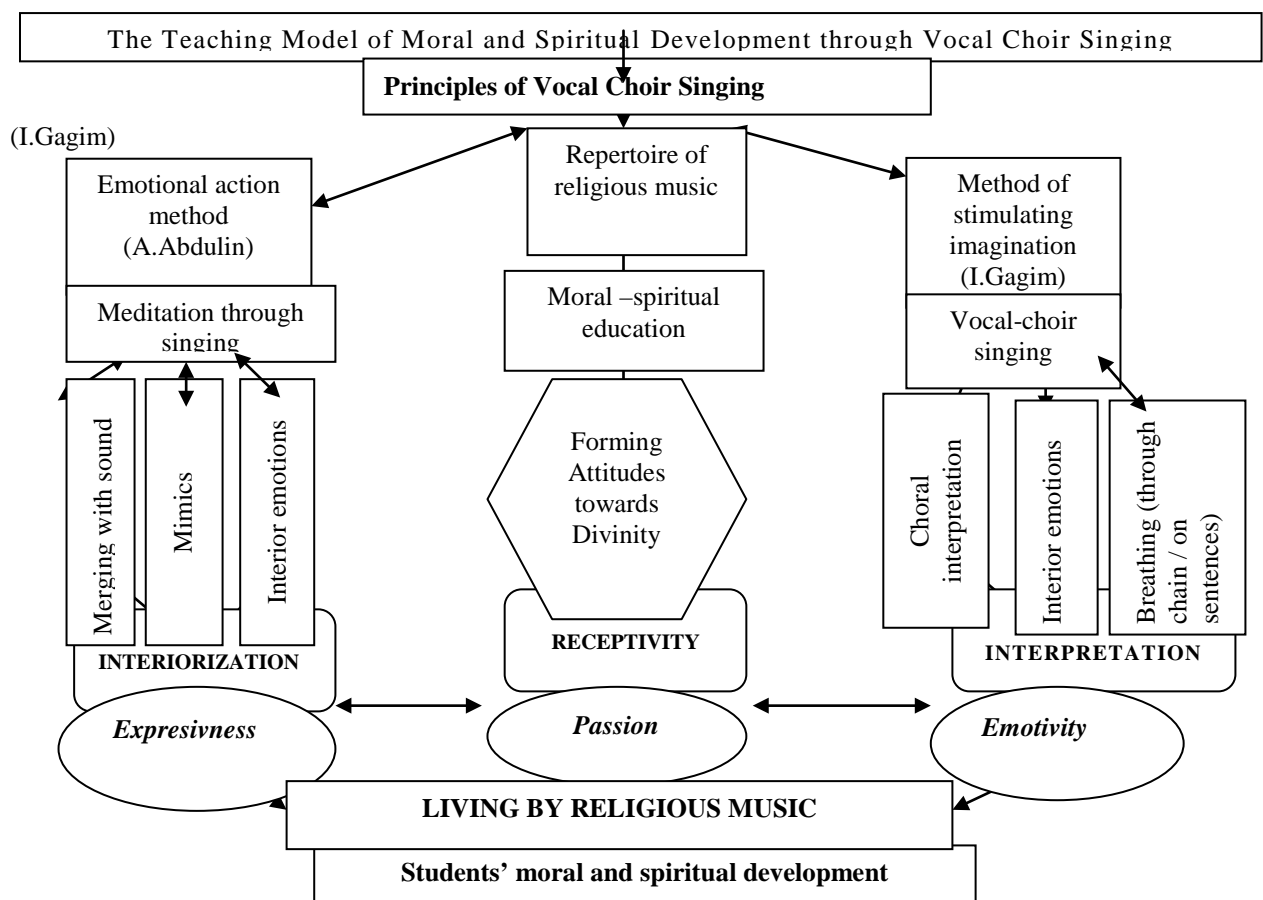 The Teaching Model of Moral and Spiritual Development through Vocal Choir Singing
Principles of Vocal Choir Singing
(I.Gagim)
Emotional action
method
(A.Abdulin)
Repertoire of
religious music
Method of
stimulating
imagination
(I.Gagim)
Meditation through
singing
Moral –spiritual
education
Vocal-choir
singing
Merging with sound
Mimics
Interior emotions
Forming
Attitudes
towards
Divinity
Choral
interpretation
Interior emotions
Breathing (through
chain / on
sentences)
INTERIORIZATION
RECEPTIVITY
INTERPRETATION
Expresivness
Passion
Emotivity
LIVING BY RELIGIOUS MUSIC
Students’ moral and spiritual development